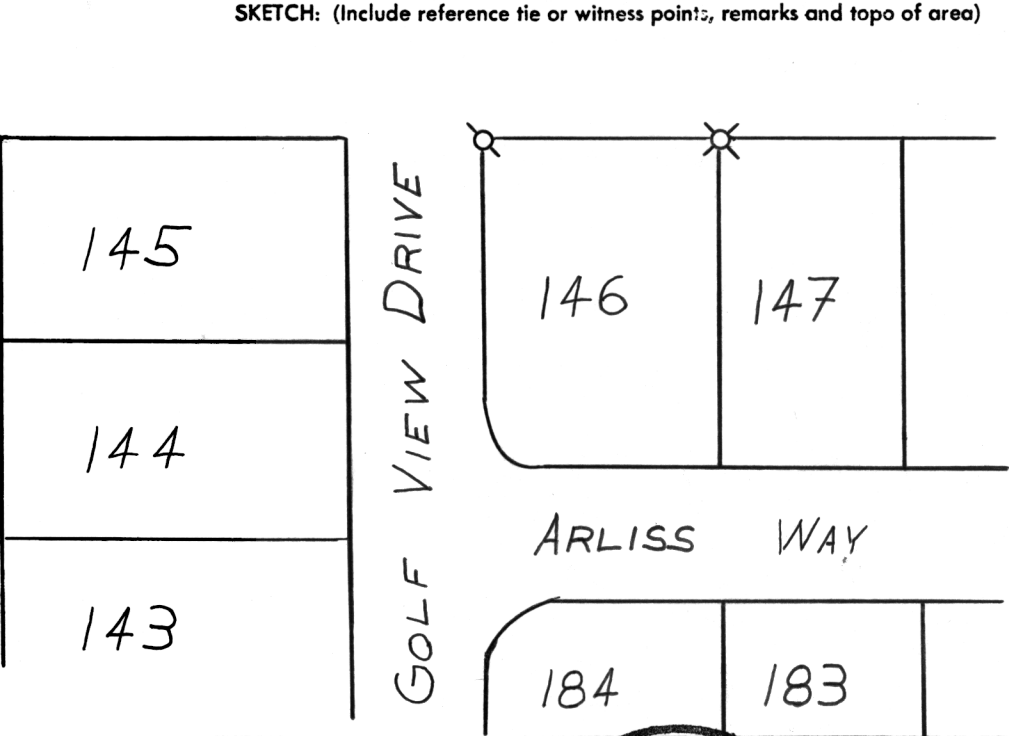 SKETCH: (Include reference tie or witness points, remarks and topo of area)
145
146
147
144
143
GOLF VIEW DRIVE
ARLISS WAY
184
183